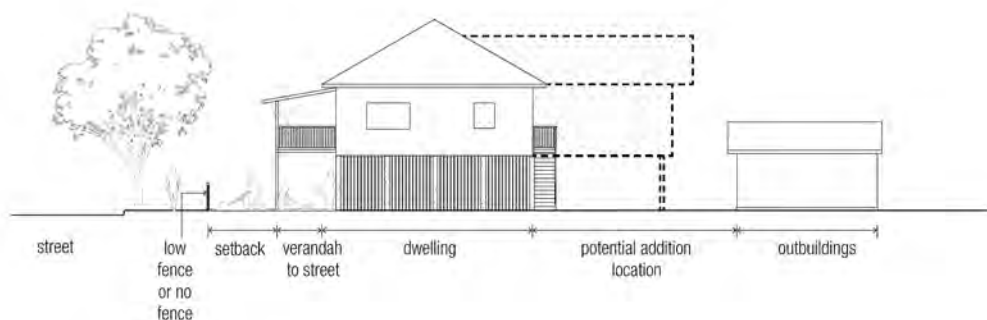 street
low
fence
or no
fence
setback
verandah
to street
dwelling
potential addition
location
outbuildings